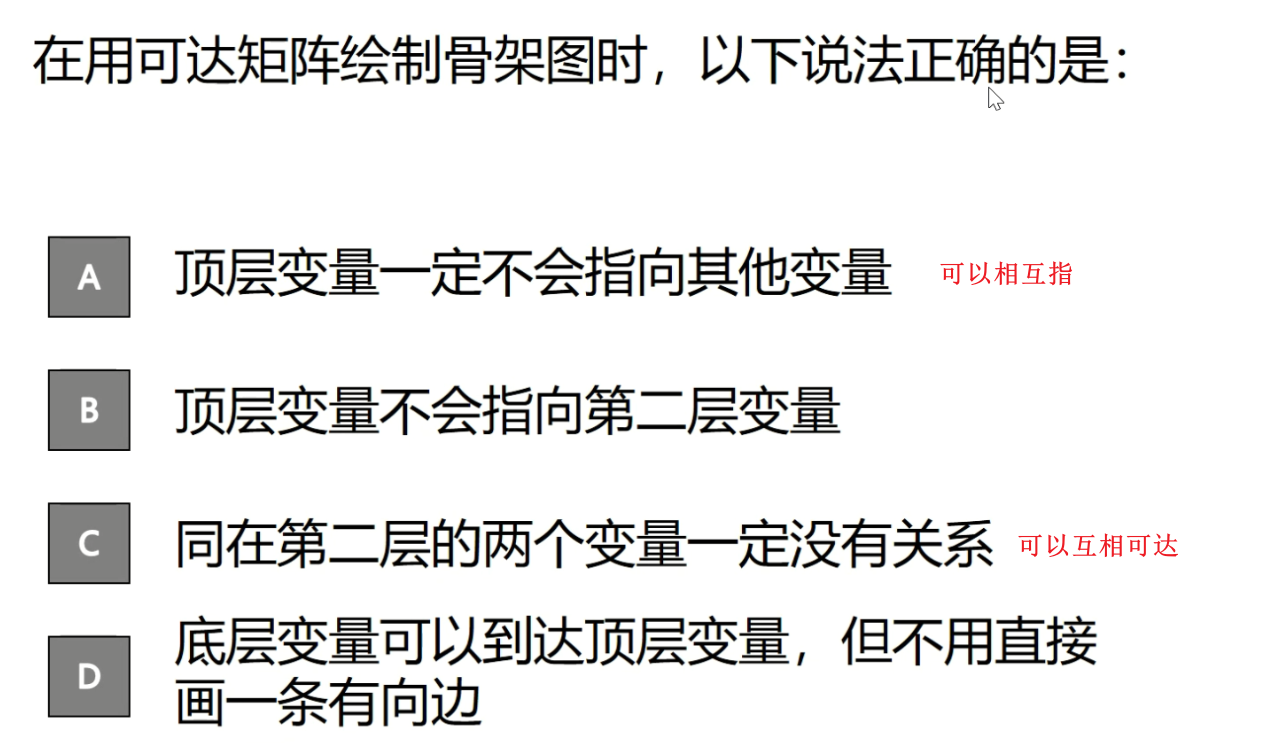 在用可达矩阵绘制骨架图时，以下说法正确的是：
A 顶层变量一定不会指向其他变量 可以相互指
B 顶层变量不会指向第二层变量
C 同在第二层的两个变量一定没有关系 可以互相可达
D 底层变量可以到达顶层变量，但不用直接
画一条有向边